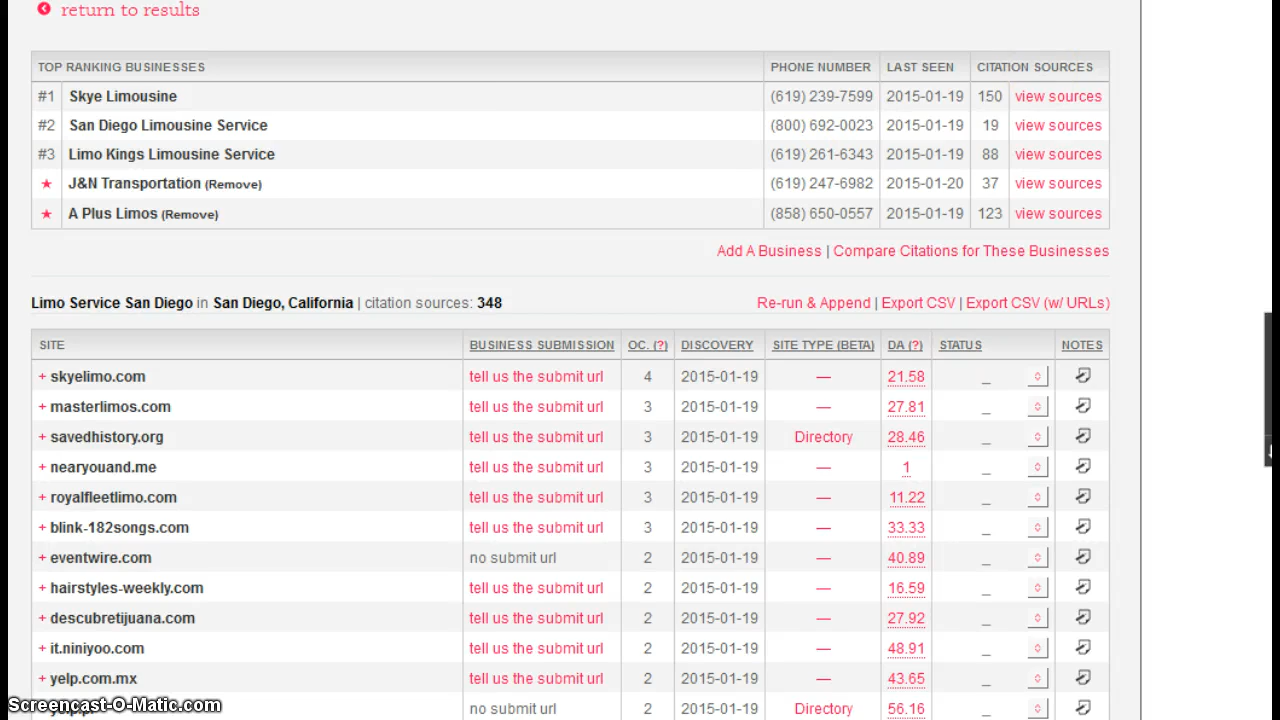 return to results
TOP RANKING BUSINESSES PHONE NUMBER LAST SEEN CITATION SOURCES
#1 Skye Limousine (619) 239-7599 2015-01-19 150 view sources
#2 San Diego Limousine Service (800) 692-0023 2015-01-19 19 view sources
#3 Limo Kings Limousine Service (619) 261-6343 2015-01-19 88 view sources
★ J&N Transportation (Remove) (619) 247-6982 2015-01-20 37 view sources
★ A Plus Limos (Remove) (858) 650-0557 2015-01-19 123 view sources
Add A Business | Compare Citations for These Businesses
Limo Service San Diego in San Diego, California | citation sources: 348 Re-run & Append | Export CSV | Export CSV (w/ URLs)
SITE BUSINESS SUBMISSION OC. (?) DISCOVERY SITE TYPE (BETA) DA (?) STATUS NOTES
+ skyelimo.com tell us the submit url 4 2015-01-19 — 21.58 _
+ masterlimos.com tell us the submit url 3 2015-01-19 — 27.81 _
+ savedhistory.org tell us the submit url 3 2015-01-19 Directory 28.46 _
+ nearyouand.me tell us the submit url 3 2015-01-19 — 1 _
+ royalfleetlimo.com tell us the submit url 3 2015-01-19 — 11.22 _
+ blink-182songs.com tell us the submit url 3 2015-01-19 — 33.33 _
+ eventwire.com no submit url 2 2015-01-19 — 40.89 _
+ hairstyles-weekly.com tell us the submit url 2 2015-01-19 — 16.59 _
+ descubretijuana.com tell us the submit url 2 2015-01-19 — 27.92 _
+ it.niniyoo.com tell us the submit url 2 2015-01-19 — 48.91 _
+ yelp.com.mx tell us the submit url 2 2015-01-19 — 43.65 _
no submit url 2 2015-01-19 Directory 56.16 _
Screencast-O-Matic.com